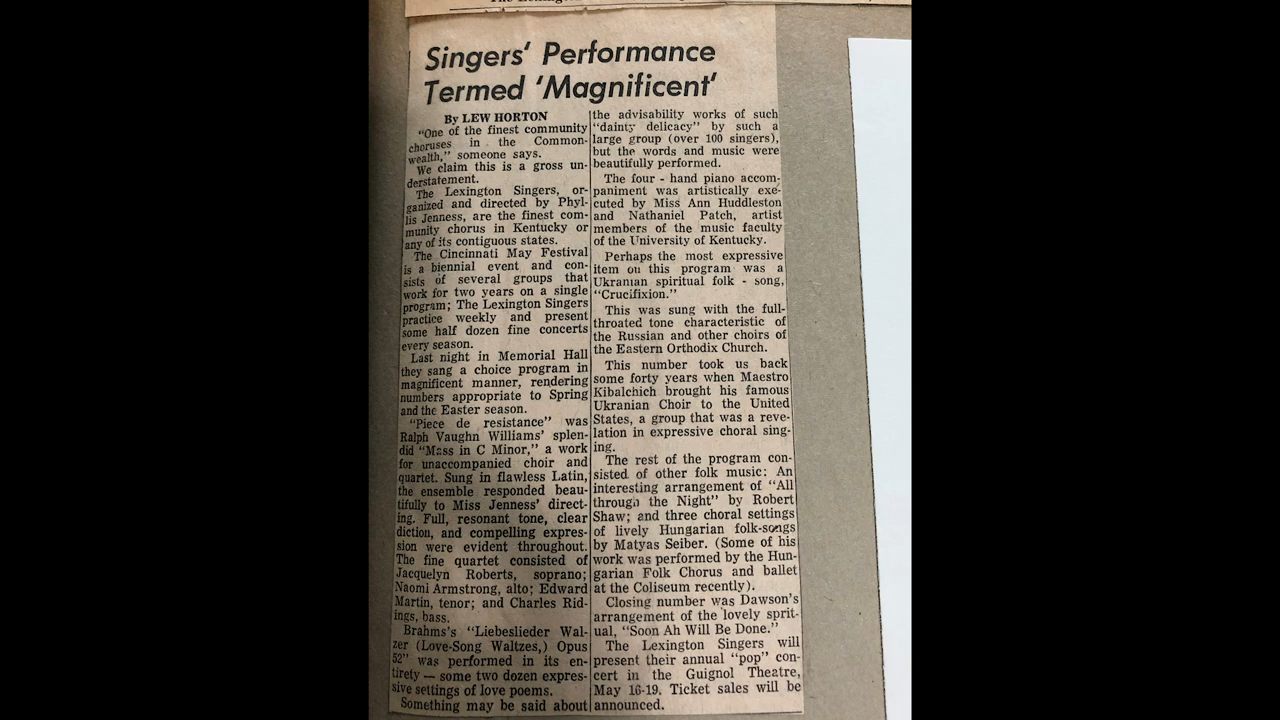 The Lexington
Singers' Performance
Termed 'Magnificent'
By LEW HORTON
"One of the finest community
choruses in the Common-
wealth," someone says.
We claim this is a gross un-
derstatement.
The Lexington Singers, or-
ganized and directed by Phyl-
lis Jenness, are the finest com-
munity chorus in Kentucky or
any of its contiguous states.
The Cincinnati May Festival
is a biennial event and con-
sists of several groups that
work for two years on a single
program; The Lexington Singers
practice weekly and present
some half dozen fine concerts
every season.
Last night in Memorial Hall
they sang a choice program in
magnificent manner, rendering
numbers appropriate to Spring
and the Easter season.
"Piece de resistance" was
Ralph Vaughn Williams' splen-
did "Mass in C Minor," a work
for unaccompanied choir and
quartet. Sung in flawless Latin,
the ensemble responded beau-
tifully to Miss Jenness' direct-
ing. Full, resonant tone, clear
diction, and compelling expres-
sion were evident throughout.
The fine quartet consisted of
Jacquelyn Roberts, soprano;
Naomi Armstrong, alto; Edward
Martin, tenor; and Charles Rid-
ings, bass.
Brahms's "Liebeslieder Wal-
zer (Love-Song Waltzes,) Opus
52" was performed in its en-
tirety — some two dozen expres-
sive settings of love poems.
Something may be said about
the advisability works of such
"dainty delicacy" by such a
large group (over 100 singers),
but the words and music were
beautifully performed.
The four - hand piano accom-
paniment was artistically exe-
cuted by Miss Ann Huddleston
and Nathaniel Patch, artist
members of the music faculty
of the University of Kentucky.
Perhaps the most expressive
item on this program was a
Ukranian spiritual folk - song,
"Crucifixion."
This was sung with the full-
throated tone characteristic of
the Russian and other choirs of
the Eastern Orthodix Church.
This number took us back
some forty years when Maestro
Kibalchich brought his famous
Ukranian Choir to the United
States, a group that was a reve-
lation in expressive choral sing-
ing.
The rest of the program con-
sisted of other folk music: An
interesting arrangement of "All
through the Night" by Robert
Shaw; and three choral settings
of lively Hungarian folk-songs
by Matyas Seiber. (Some of his
work was performed by the Hun-
garian Folk Chorus and ballet
at the Coliseum recently).
Closing number was Dawson's
arrangement of the lovely sprit-
ual, "Soon Ah Will Be Done."
The Lexington Singers will
present their annual "pop" con-
cert in the Guignol Theatre,
May 16-19. Ticket sales will be
announced.